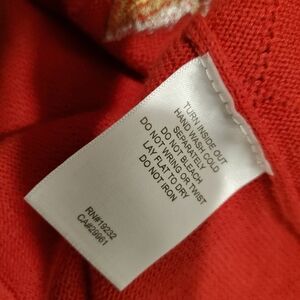 TURN INSIDE OUT
HAND WASH COLD
SEPARATELY
DO NOT BLEACH
DO NOT WRING OR TWIST
LAY FLAT TO DRY
DO NOT IRON
RN#19232
CA#29961